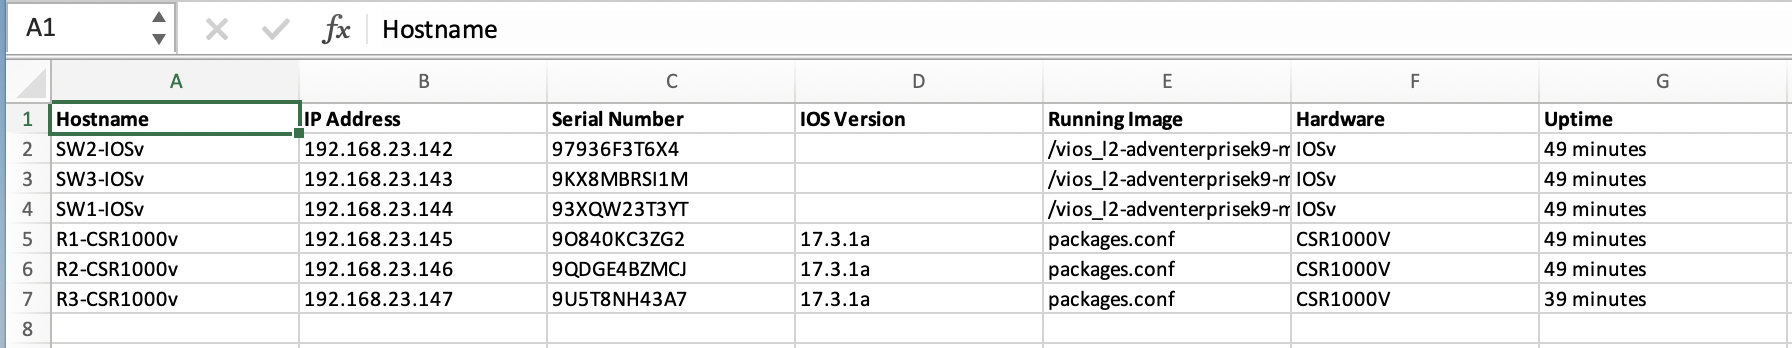 A1 fx Hostname
A B C D E F G
1 Hostname IP Address Serial Number IOS Version Running Image Hardware Uptime
2 SW2-IOSv 192.168.23.142 97936F3T6X4 /vios_l2-adventerprisek9-m IOSv 49 minutes
3 SW3-IOSv 192.168.23.143 9KX8MBRSI1M /vios_l2-adventerprisek9-m IOSv 49 minutes
4 SW1-IOSv 192.168.23.144 93XQW23T3YT /vios_l2-adventerprisek9-m IOSv 49 minutes
5 R1-CSR1000v 192.168.23.145 9O840KC3ZG2 17.3.1a packages.conf CSR1000V 49 minutes
6 R2-CSR1000v 192.168.23.146 9QDGE4BZMCJ 17.3.1a packages.conf CSR1000V 49 minutes
7 R3-CSR1000v 192.168.23.147 9U5T8NH43A7 17.3.1a packages.conf CSR1000V 39 minutes
8